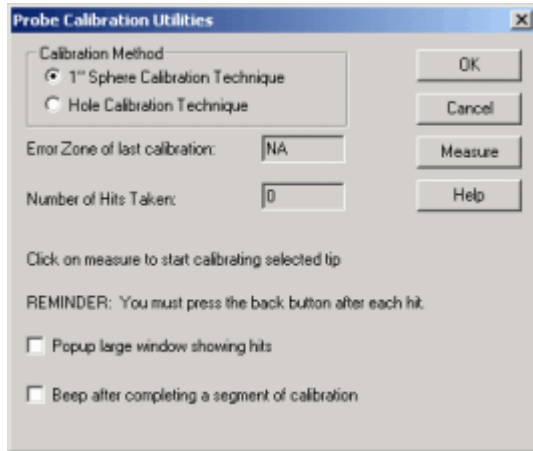 Probe Calibration Utilities
Calibration Method
1" Sphere Calibration Technique
Hole Calibration Technique
OK
Cancel
Error Zone of last calibration:
NA
Measure
Number of Hits Taken:
0
Help
Click on measure to start calibrating selected tip
REMINDER: You must press the back button after each hit.
Popup large window showing hits
Beep after completing a segment of calibration